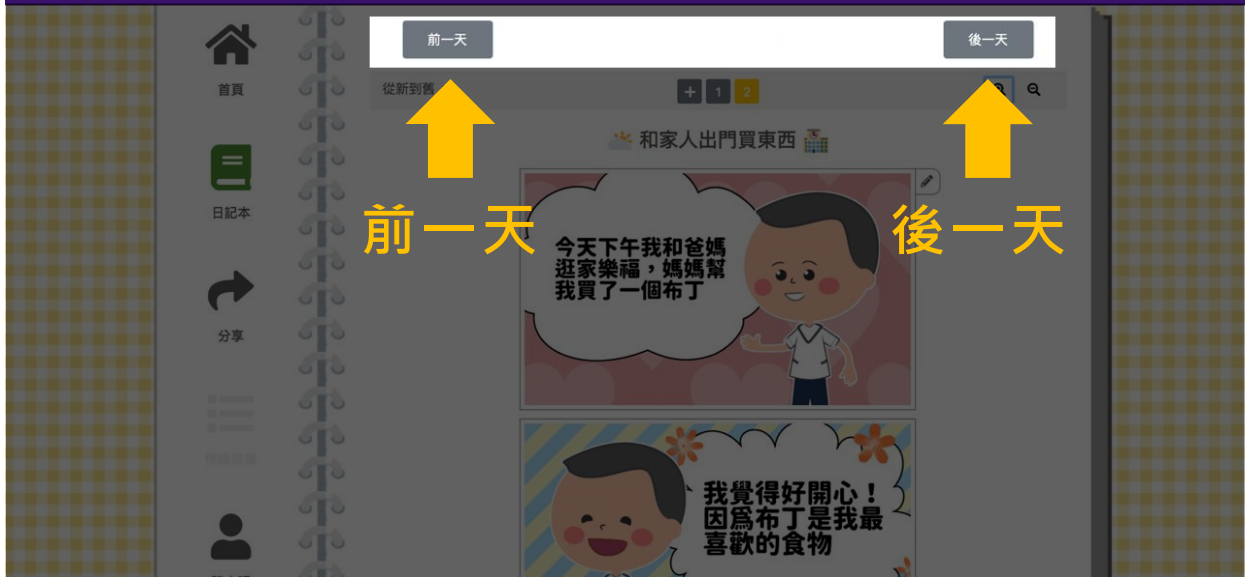 前一天
後一天
首頁
從新到舊
+ 1 2
和家人出門買東西
日記本
前一天
後一天
今天下午我和爸媽
逛家樂福，媽媽幫
我買了一個布丁
分享
我覺得好開心！
因為布丁是我最
喜歡的食物